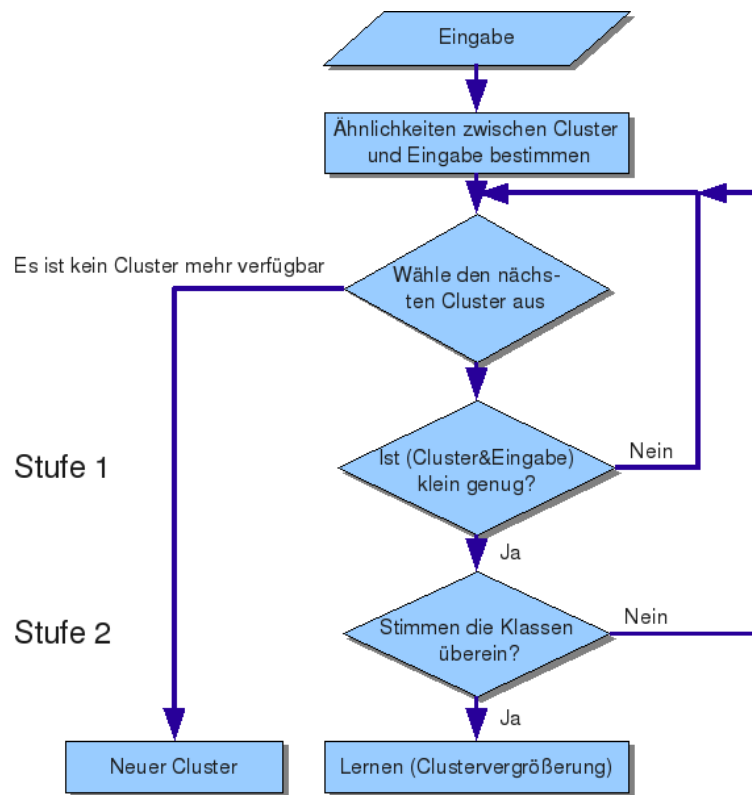 Eingabe
Ähnlichkeiten zwischen Cluster
und Eingabe bestimmen
Es ist kein Cluster mehr verfügbar
Wähle den nächs-
ten Cluster aus
Stufe 1
Ist (Cluster&Eingabe)
klein genug?
Nein
Ja
Stufe 2
Stimmen die Klassen
überein?
Nein
Ja
Neuer Cluster
Lernen (Clustervergrößerung)